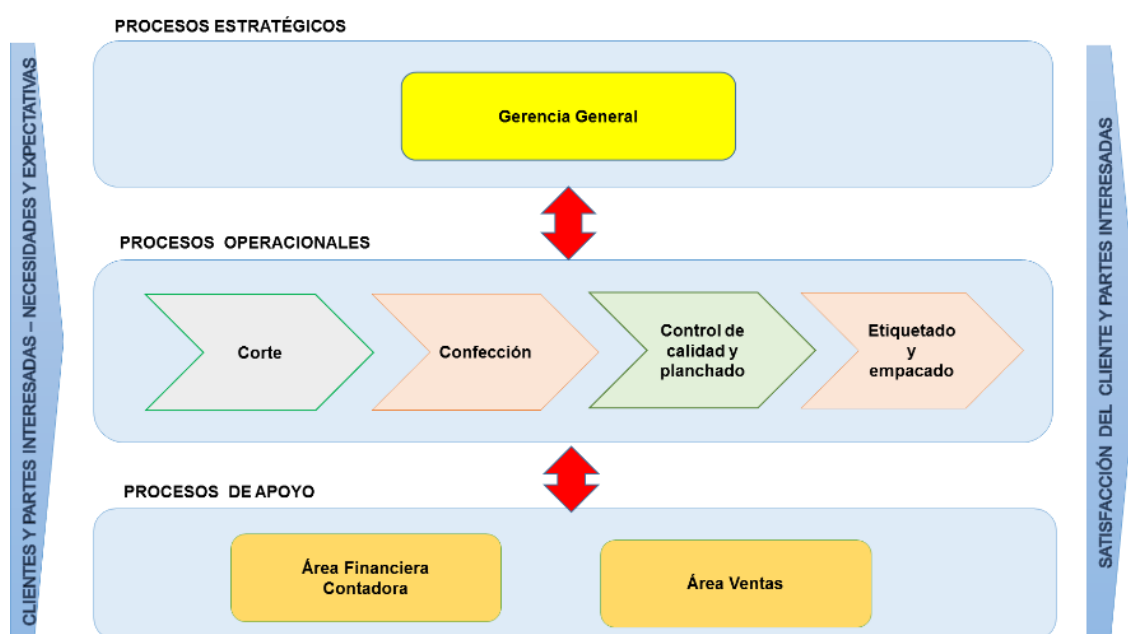 PROCESOS ESTRATÉGICOS
CLIENTES Y PARTES INTERESADAS – NECESIDADES Y EXPECTATIVAS
Gerencia General
PROCESOS OPERACIONALES
Corte
Confección
Control de
calidad y
planchado
Etiquetado
y
empacado
PROCESOS DE APOYO
Área Financiera
Contadora
Área Ventas
SATISFACCIÓN DEL CLIENTE Y PARTES INTERESADAS